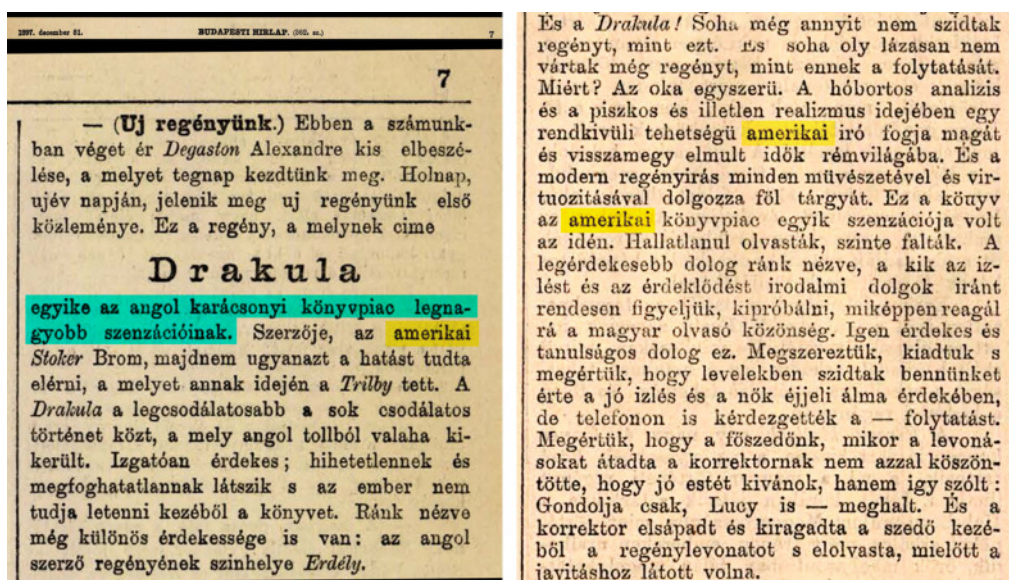 1897. december 31.
BUDAPESTI HIRLAP. (362. sz.)
7
7
— (Uj regényünk.) Ebben a számunk-
ban véget ér Degaston Alexandre kis elbeszé-
lése, a melyet tegnap kezdtünk meg. Holnap,
ujév napján, jelenik meg uj regényünk első
közleménye. Ez a regény, a melynek cime
Drakula
egyike az angol karácsonyi könyvpiac legna-
gyobb szenzációinak. Szerzője, az amerikai
Stoker Brom, majdnem ugyanazt a hatást tudta
elérni, a melyet annak idején a Trilby tett. A
Drakula a legcsodálatosabb a sok csodálatos
történet közt, a mely angol tollból valaha ki-
került. Izgatóan érdekes; hihetetlennek és
megfoghatatlannak látszik s az ember nem
tudja letenni kezéből a könyvet. Ránk nézve
még különös érdekessége is van: az angol
szerző regényének szinhelye Erdély.
És a Drakula! Soha még annyit nem szidtak
regényt, mint ezt. És soha oly lázasan nem
vártak még regényt, mint ennek a folytatását.
Miért? Az oka egyszerü. A hóbortos analizis
és a piszkos és illetlen realizmus idejében egy
rendkivüli tehetségü amerikai iró fogja magát
és visszamegy elmult idők rémvilágába. És a
modern regényirás minden müvészetével és vir-
tuozitásával dolgozza föl tárgyát. Ez a könyv
az amerikai könyvpiac egyik szenzációja volt
az idén. Hallatlanul olvasták, szinte falták. A
legérdekesebb dolog ránk nézve, a kik az iz-
lést és az érdeklődést irodalmi dolgok iránt
rendesen figyeljük, kipróbálni, miképpen reagál
rá a magyar olvasó közönség. Igen érdekes és
tanulságos dolog ez. Megszereztük, kiadtuk s
megértük, hogy levelekben szidtak bennünket
érte a jó izlés és a nők éjjeli álma érdekében,
de telefonon is kérdezgették a — folytatást.
Megértük, hogy a főszedőnk, mikor a levoná-
sokat átadta a korrektornak nem azzal köszön-
tötte, hogy jó estét kivánok, hanem igy szólt:
Gondolja csak, Lucy is — meghalt. És a
korrektor elsápadt és kiragadta a szedő kezé-
ből a regénylevonatot s elolvasta, mielőtt a
javitáshoz látott volna.